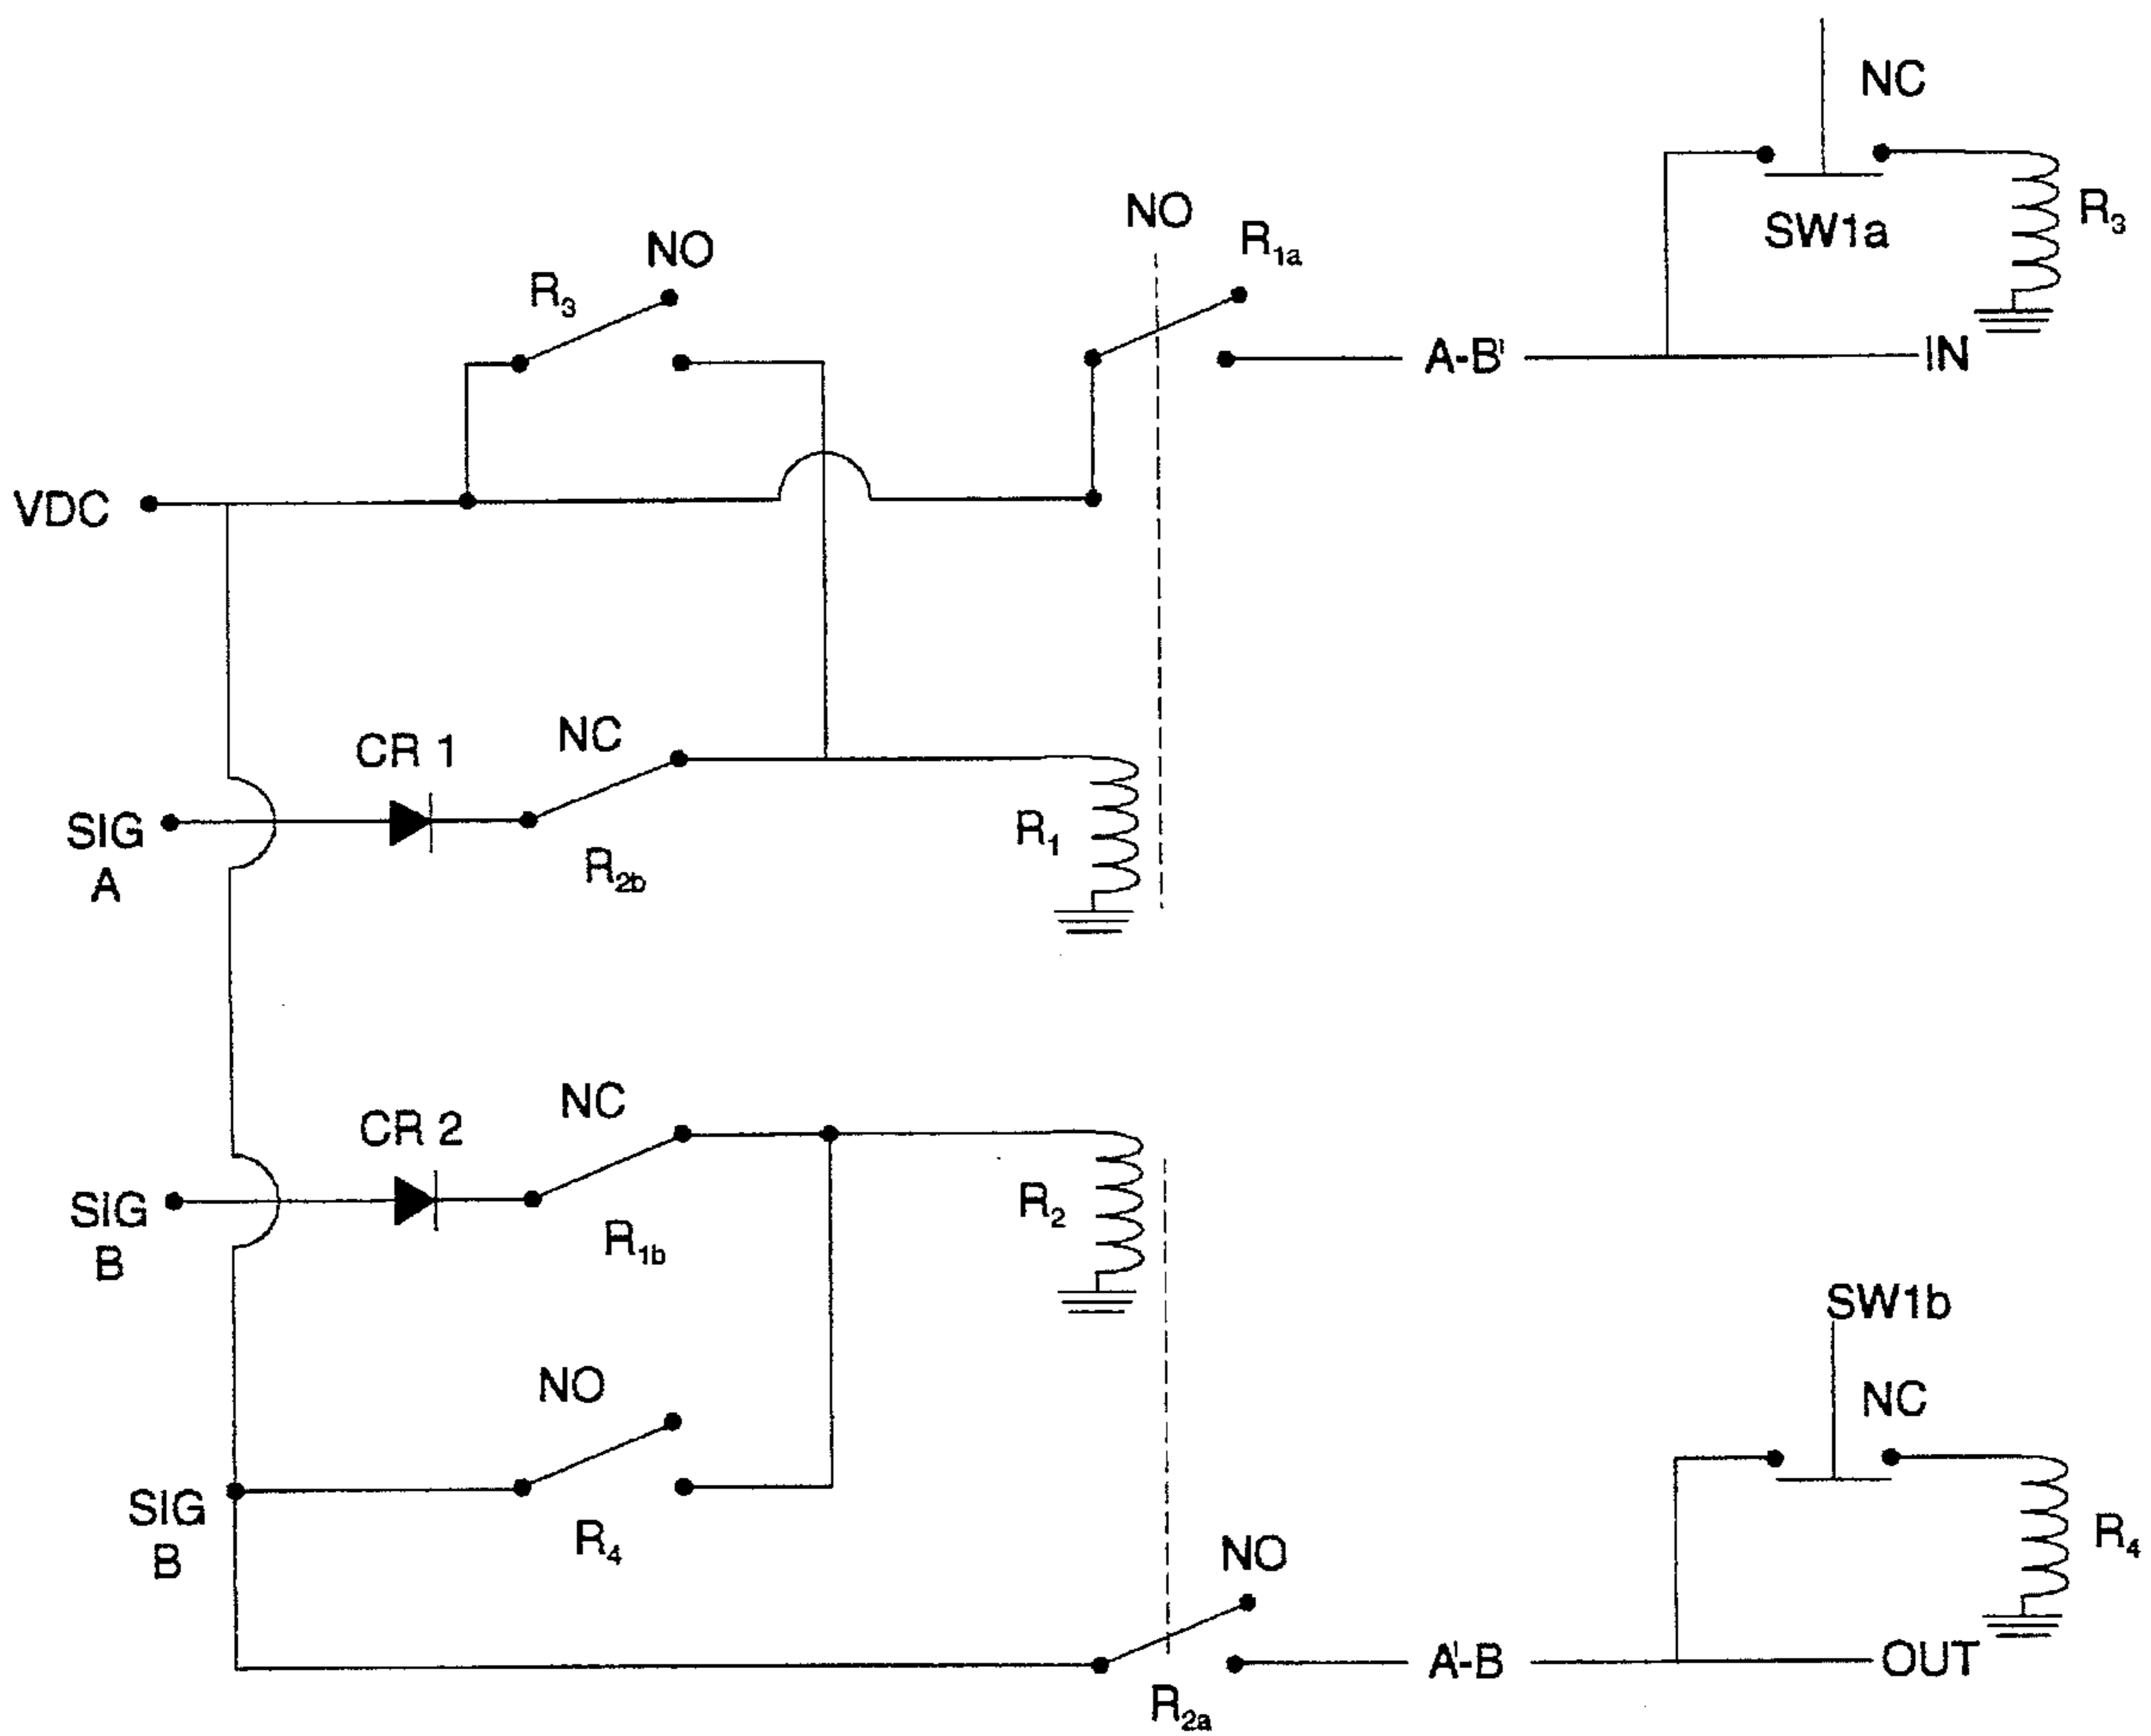 NC
SW1a
R3
NO
R1a
NO
R3
A-B'
IN
VDC
NC
CR 1
R2b
R1
SIG
A
NC
CR 2
R1b
R2
SIG
B
SW1b
NC
R4
NO
R4
SIG
B
NO
R2a
A'-B
OUT